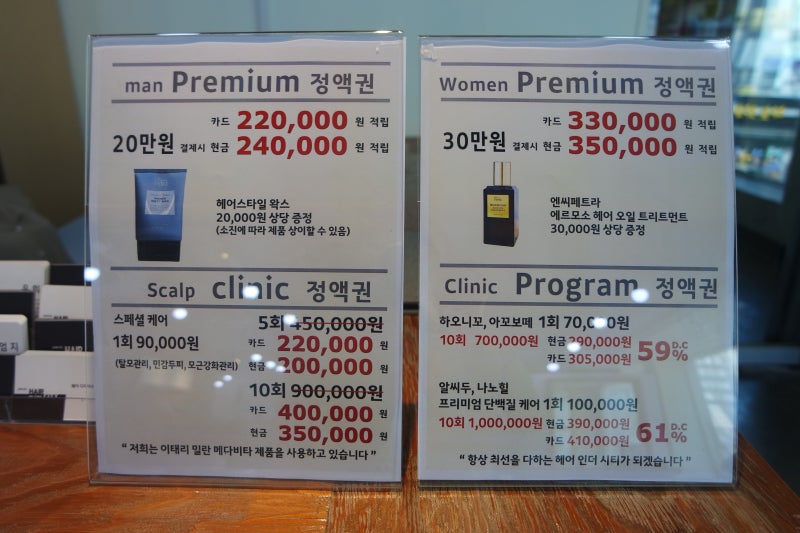 man Premium 정액권
20만원 결제시
카드 220,000 원 적립
현금 240,000 원 적립
헤어스타일 왁스
20,000원 상당 증정
(소진에 따라 제품 상이할 수 있음)
Scalp clinic 정액권
스페셜 케어
1회 90,000원
(탈모관리, 민감두피, 모근강화관리)
5회 450,000원
카드 220,000 원
현금 200,000 원
10회 900,000원
카드 400,000 원
현금 350,000 원
“ 저희는 이태리 밀란 메다비타 제품을 사용하고 있습니다 ”
Women Premium 정액권
30만원 결제시
카드 330,000 원 적립
현금 350,000 원 적립
엔씨페트라
에르모소 헤어 오일 트리트먼트
30,000원 상당 증정
Clinic Program 정액권
하오니꼬, 아꼬보떼 1회 70,000원
10회 700,000원 현금 290,000원
카드 305,000원
59% D.C
알씨두, 나노힐
프리미엄 단백질 케어 1회 100,000원
10회 1,000,000원 현금 390,000원
카드 410,000원
61% D.C
“ 항상 최선을 다하는 헤어 인더 시티가 되겠습니다 ”
HAIR